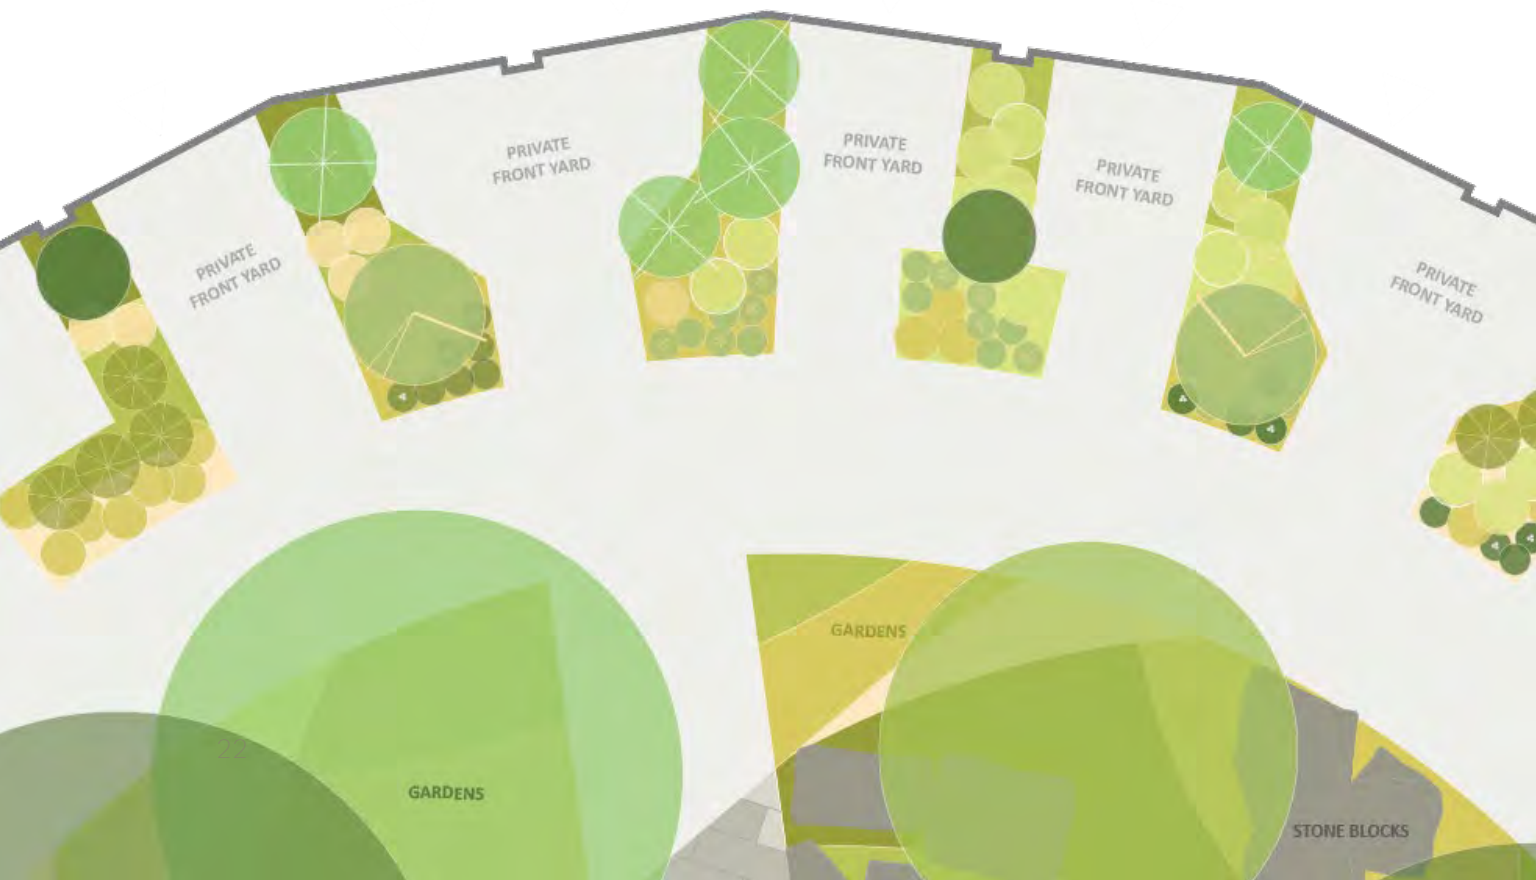 PRIVATE
FRONT YARD
PRIVATE
FRONT YARD
PRIVATE
FRONT YARD
PRIVATE
FRONT YARD
PRIVATE
FRONT YARD
GARDENS
22
GARDENS
STONE BLOCKS